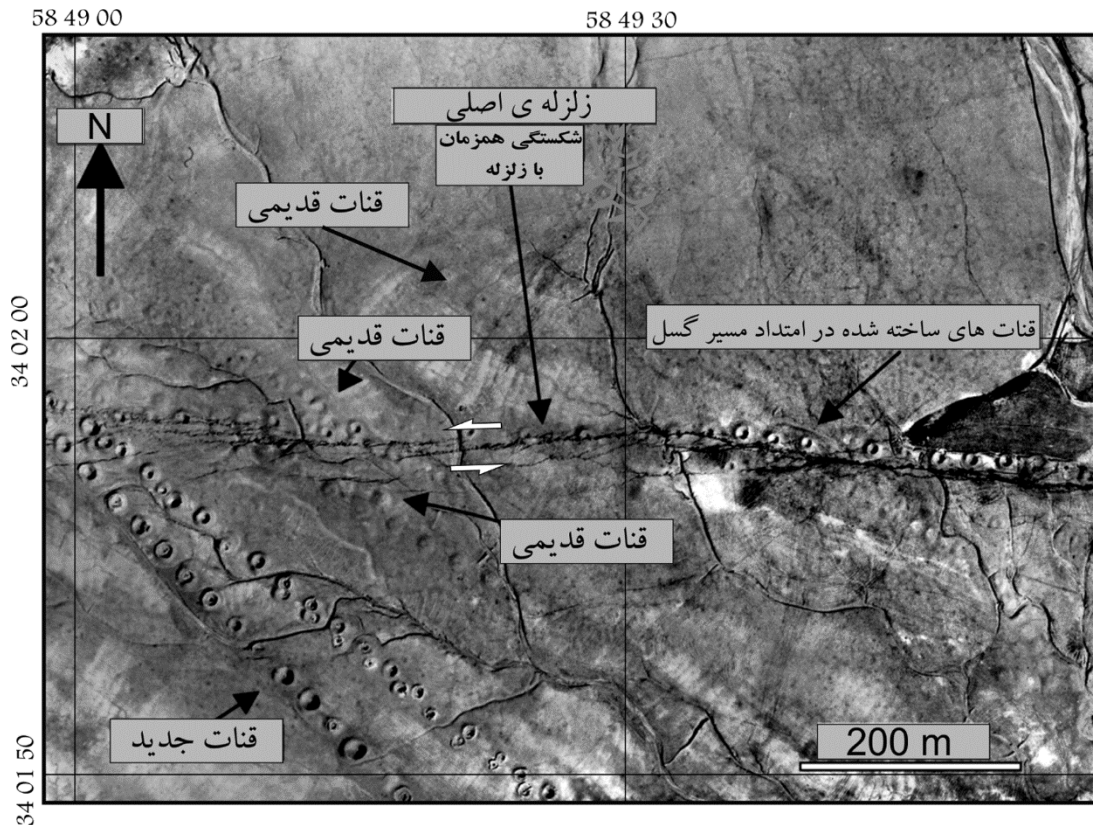 58 49 00
58 49 30
N
زلزله ی اصلی
شکستگی همزمان
با زلزله
قنات قدیمی
قنات قدیمی
قنات های ساخته شده در امتداد مسیر گسل
34 02 00
قنات قدیمی
قنات جدید
200 m
34 01 50